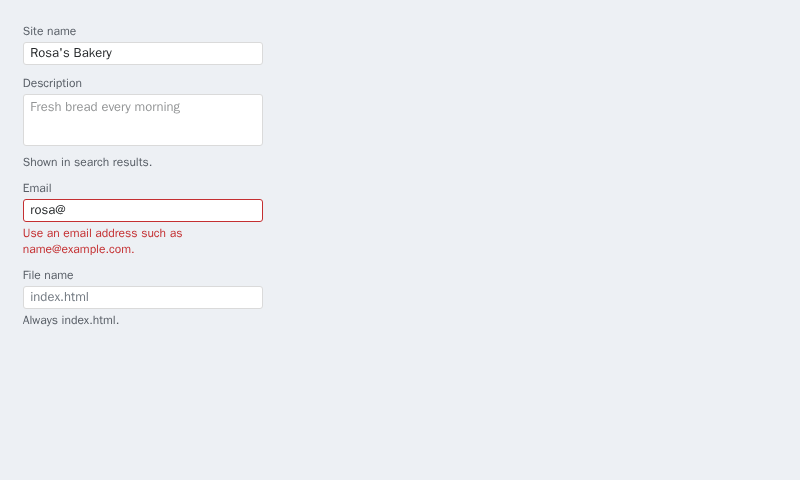 Site name
Rosa's Bakery
Description
Fresh bread every morning
Shown in search results.
Email
rosa@
Use an email address such as
name@example.com.
File name
index.html
Always index.html.